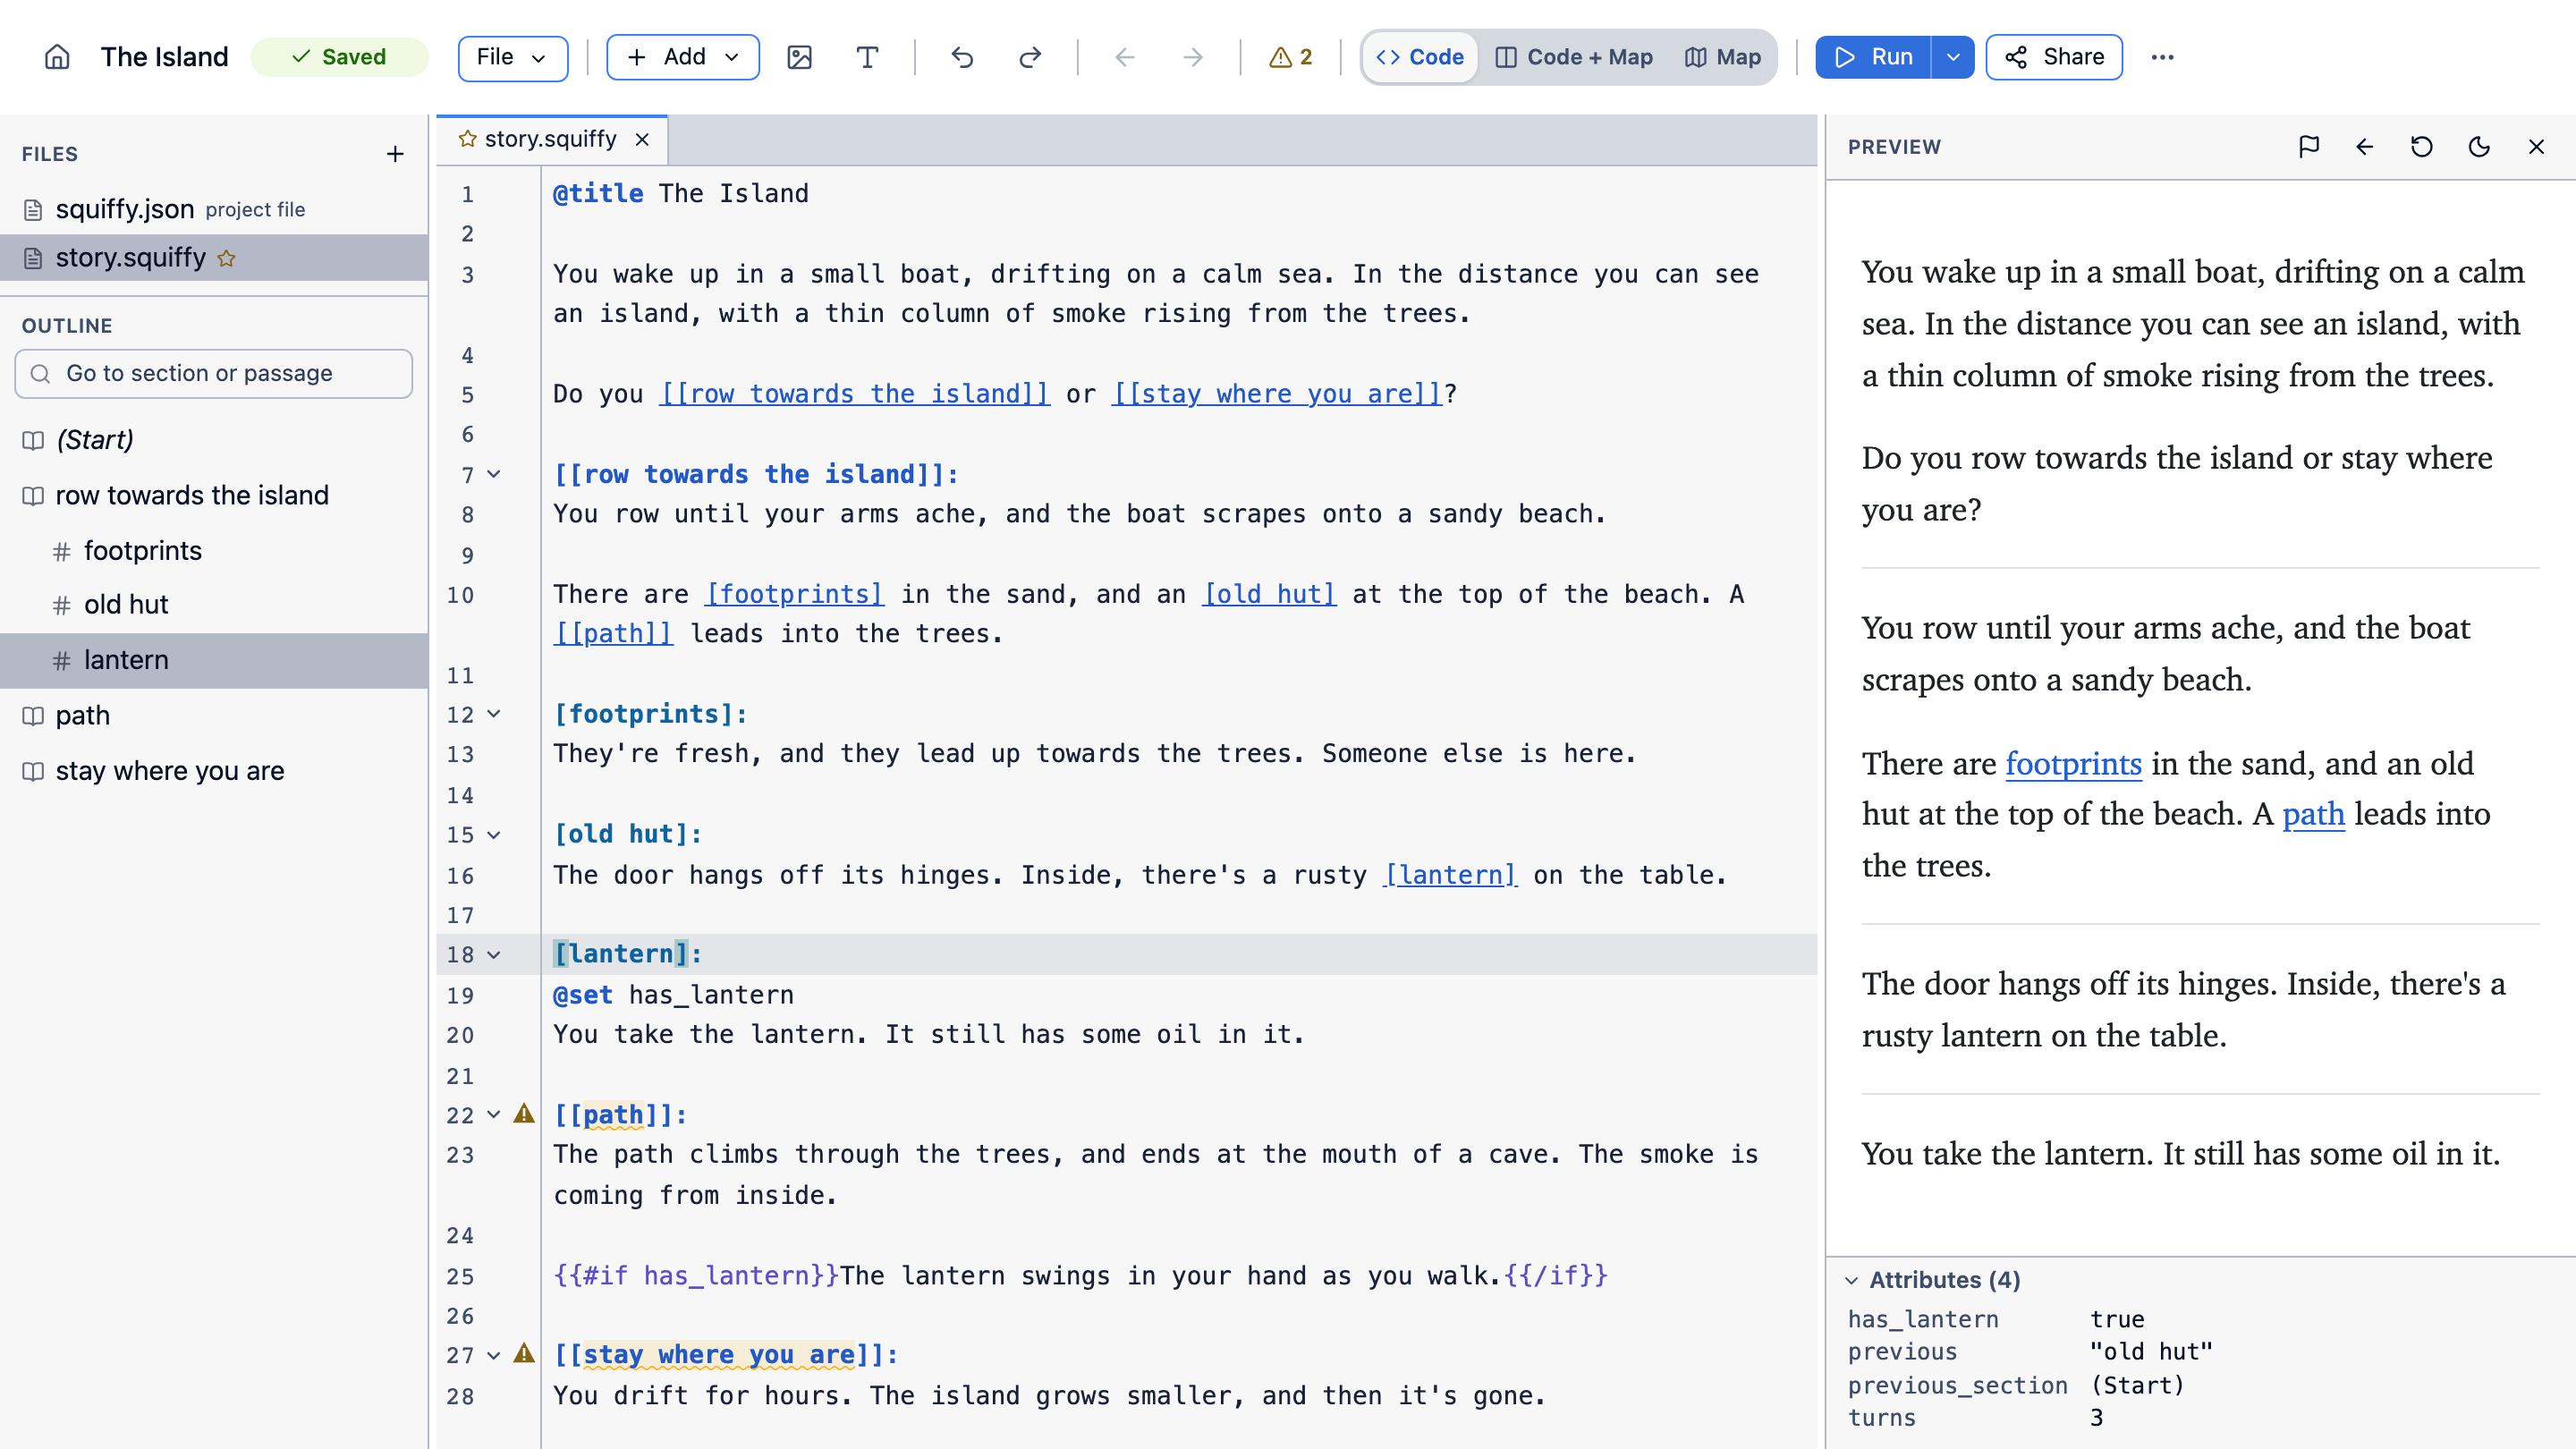 The Island
Saved
File
Add
2
Code
Code + Map
Map
Run
Share
FILES
squiffy.json project file
story.squiffy
OUTLINE
Go to section or passage
(Start)
row towards the island
# footprints
# old hut
# lantern
path
stay where you are
story.squiffy
1 @title The Island
2
3 You wake up in a small boat, drifting on a calm sea. In the distance you can see
an island, with a thin column of smoke rising from the trees.
4
5 Do you [[row towards the island]] or [[stay where you are]]?
6
7 [[row towards the island]]:
8 You row until your arms ache, and the boat scrapes onto a sandy beach.
9
10 There are [footprints] in the sand, and an [old hut] at the top of the beach. A
[[path]] leads into the trees.
11
12 [footprints]:
13 They're fresh, and they lead up towards the trees. Someone else is here.
14
15 [old hut]:
16 The door hangs off its hinges. Inside, there's a rusty [lantern] on the table.
17
18 [lantern]:
19 @set has_lantern
20 You take the lantern. It still has some oil in it.
21
22 [[path]]:
23 The path climbs through the trees, and ends at the mouth of a cave. The smoke is
coming from inside.
24
25 {{#if has_lantern}}The lantern swings in your hand as you walk.{{/if}}
26
27 [[stay where you are]]:
28 You drift for hours. The island grows smaller, and then it's gone.
PREVIEW
You wake up in a small boat, drifting on a calm
sea. In the distance you can see an island, with
a thin column of smoke rising from the trees.
Do you row towards the island or stay where
you are?
You row until your arms ache, and the boat
scrapes onto a sandy beach.
There are footprints in the sand, and an old
hut at the top of the beach. A path leads into
the trees.
The door hangs off its hinges. Inside, there's a
rusty lantern on the table.
You take the lantern. It still has some oil in it.
Attributes (4)
has_lantern true
previous "old hut"
previous_section (Start)
turns 3